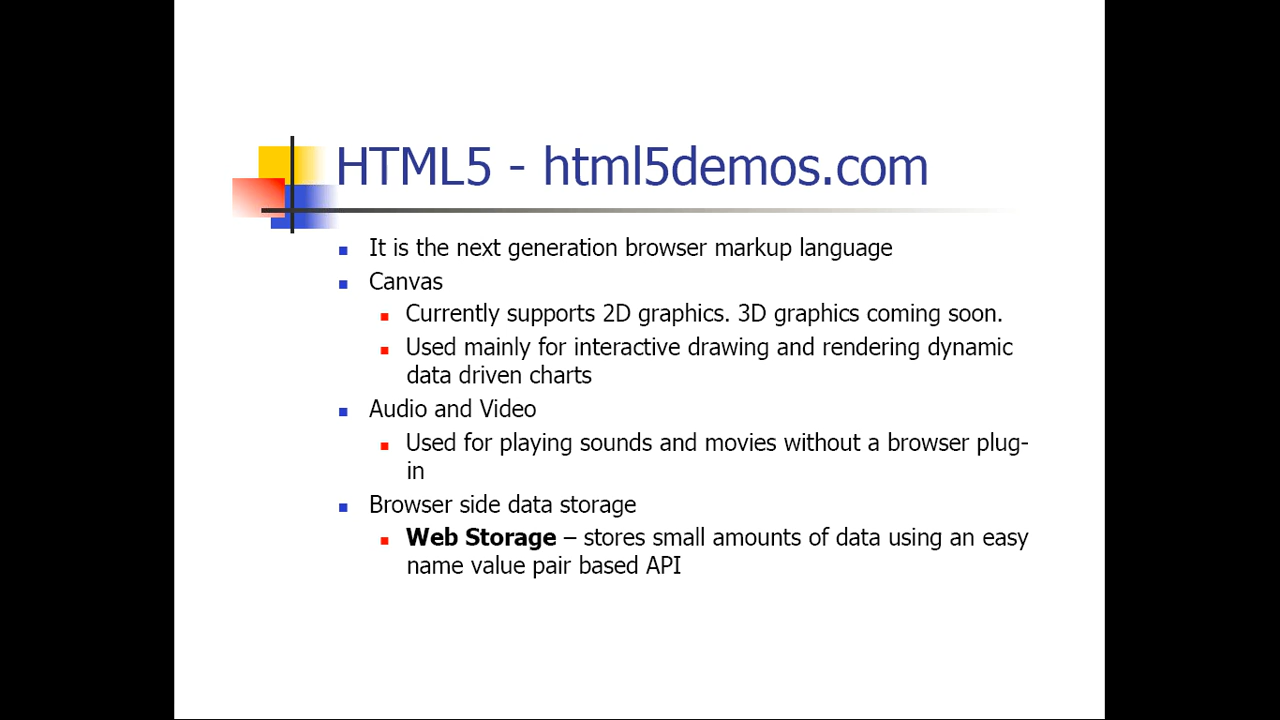 HTML5 - html5demos.com
It is the next generation browser markup language
Canvas
Currently supports 2D graphics. 3D graphics coming soon.
Used mainly for interactive drawing and rendering dynamic
data driven charts
Audio and Video
Used for playing sounds and movies without a browser plug-
in
Browser side data storage
Web Storage – stores small amounts of data using an easy
name value pair based API